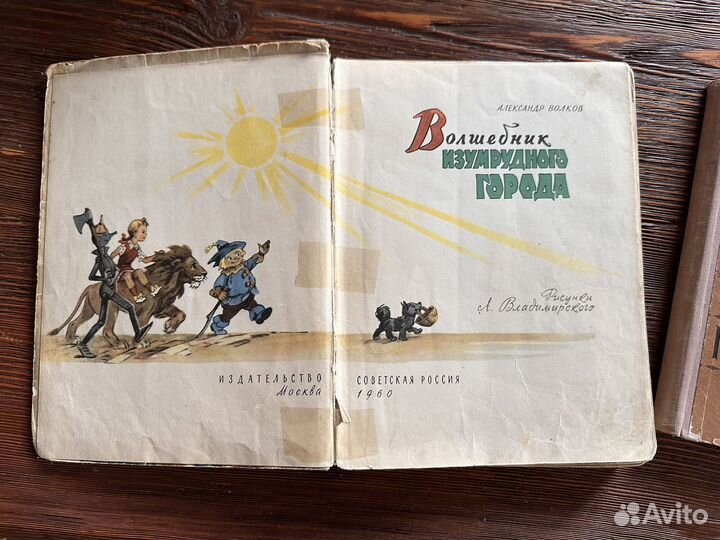 АЛЕКСАНДР ВОЛКОВ
ВОЛШЕБНИК
ИЗУМРУДНОГО
ГОРОДА
Рисунки
Л. Владимирского
ИЗДАТЕЛЬСТВО СОВЕТСКАЯ РОССИЯ
Москва 1960
Avito